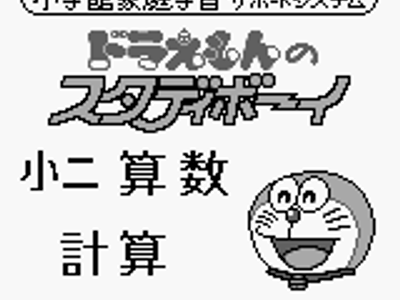 小学館家庭学習サポートシステム
ドラえもんの
スタディボーイ
小二 算数
計算